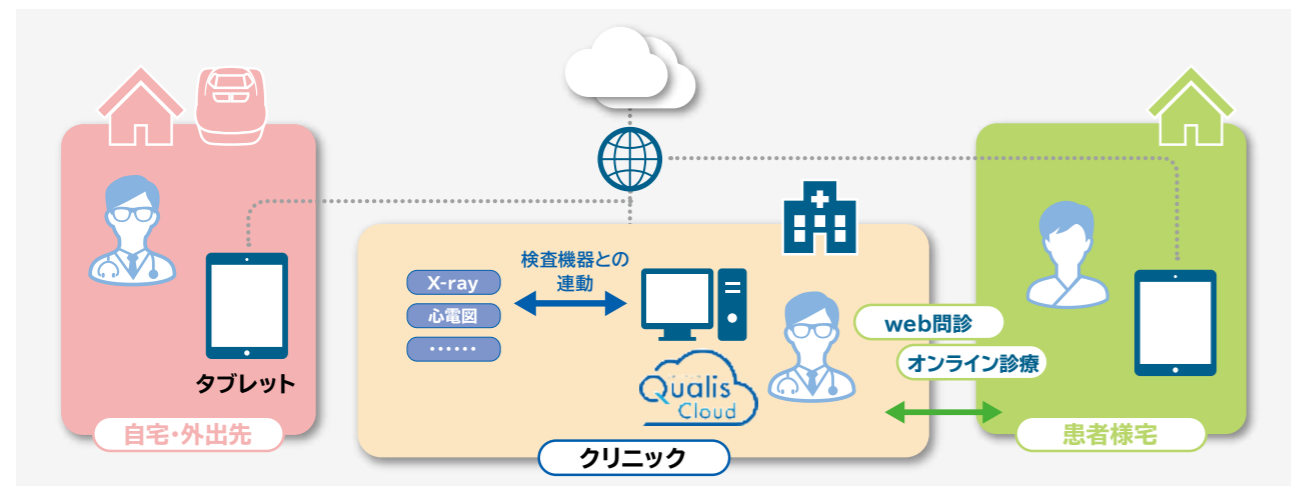 タブレット
自宅・外出先
検査機器との
連動
X-ray
心電図
……
Qualis
Cloud
クリニック
web問診
オンライン診療
患者様宅